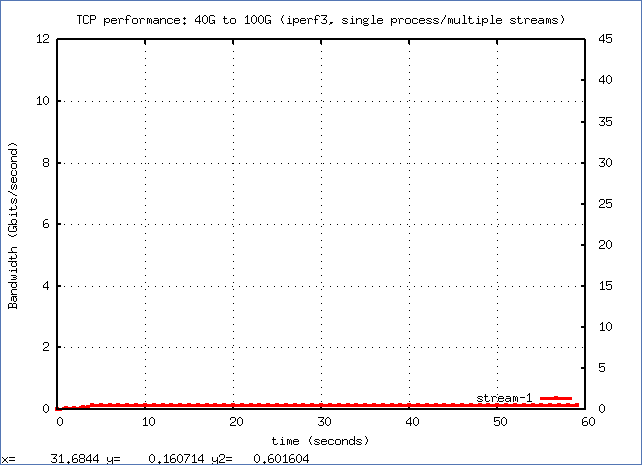 TCP performance: 40G to 100G (iperf3, single process/multiple streams)
12 45
40
10
35
8 30
25
6
20
4 15
10
2
5
0 0
Bandwidth (Gbits/second)
stream-1
0 10 20 30 40 50 60
time (seconds)
x= 31.6844 y= 0.160714 y2= 0.601604